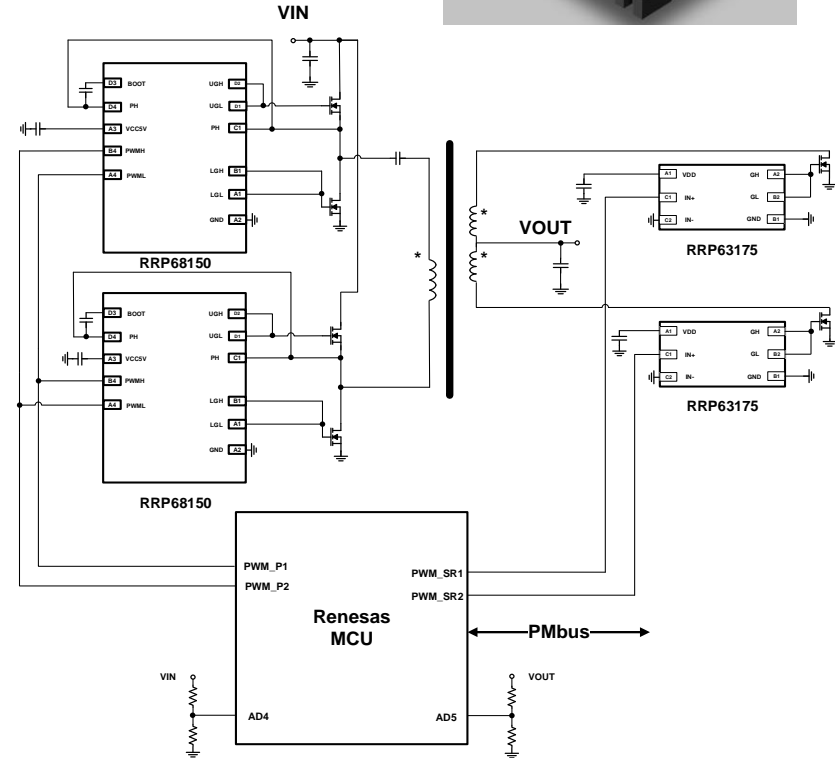 VIN
D3 BOOT UGH D2
D4 PH UGL D1
A3 VCC5V PH C1
B4 PWMH
A4 PWML LGH B1
LGL A1
GND A2
RRP68150
D3 BOOT UGH D2
D4 PH UGL D1
A3 VCC5V PH C1
B4 PWMH
A4 PWML LGH B1
LGL A1
GND A2
RRP68150
*
*
*
VOUT
A1 VDD GH A2
C1 IN+ GL B2
C2 IN- GND B1
RRP63175
A1 VDD GH A2
C1 IN+ GL B2
C2 IN- GND B1
RRP63175
PWM_P1 PWM_SR1
PWM_P2 PWM_SR2
Renesas
MCU
PMbus
VIN
AD4
VOUT
AD5